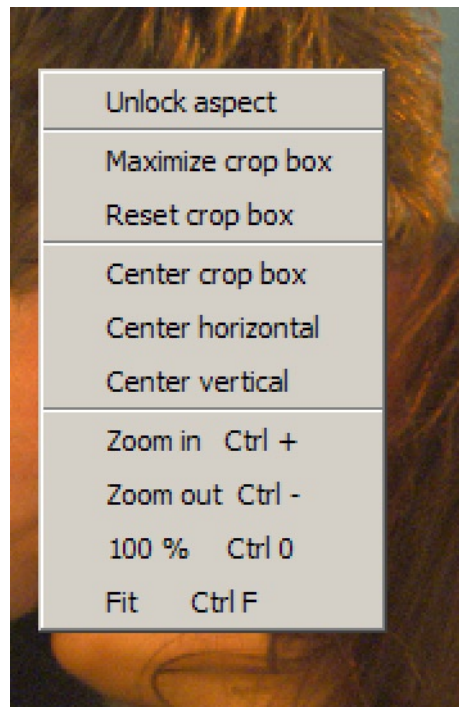 Unlock aspect
Maximize crop box
Reset crop box
Center crop box
Center horizontal
Center vertical
Zoom in Ctrl +
Zoom out Ctrl -
100 % Ctrl 0
Fit Ctrl F